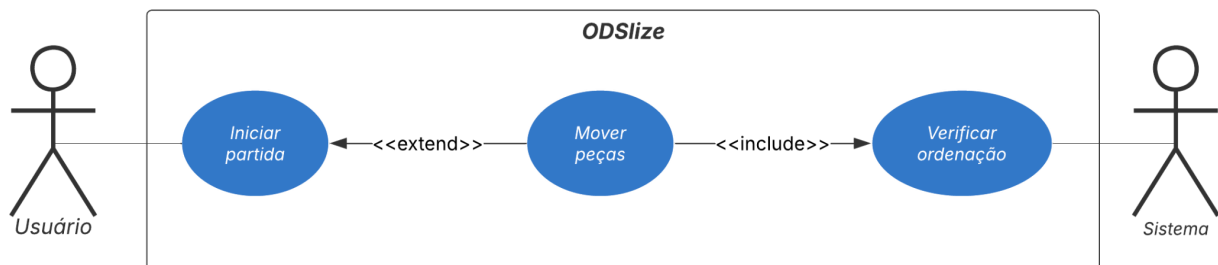 ODSlize
Iniciar
partida
<<extend>>
Mover
peças
<<include>>
Verificar
ordenação
Usuário
Sistema